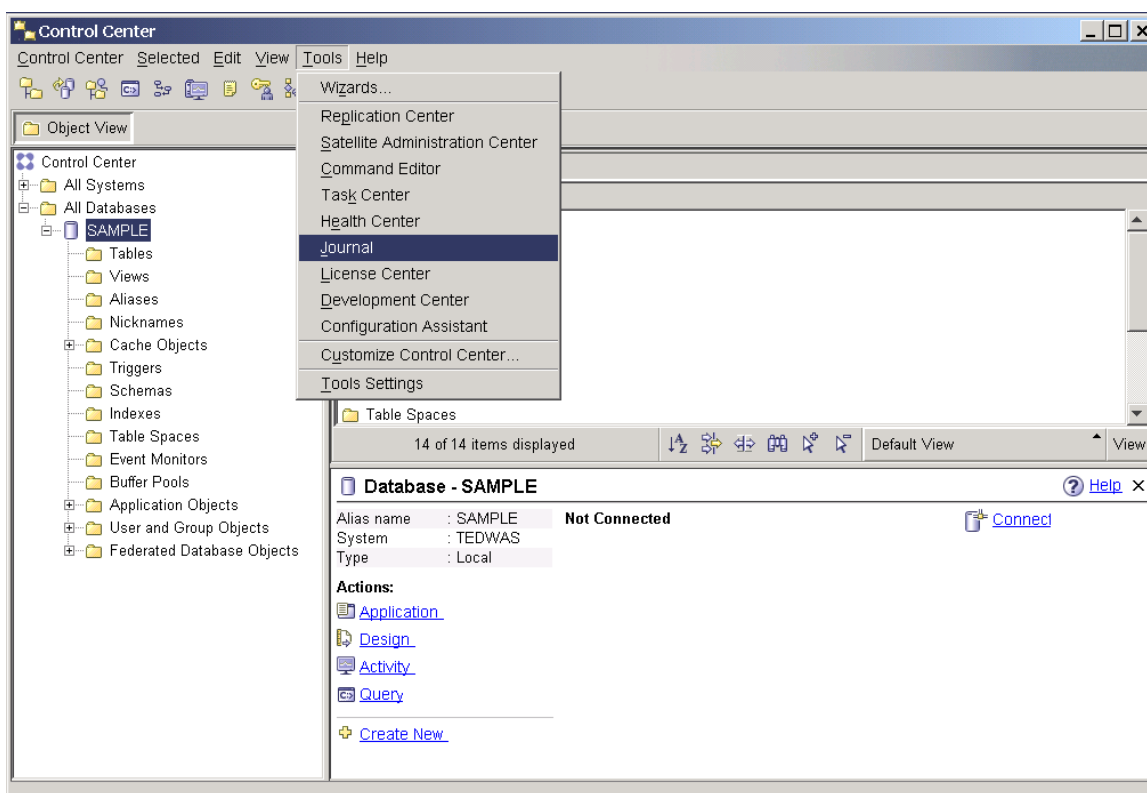 Control Center
Control Center Selected Edit View Tools Help
Object View
Wizards...
Replication Center
Satellite Administration Center
Command Editor
Task Center
Health Center
Journal
License Center
Development Center
Configuration Assistant
Customize Control Center...
Tools Settings
Control Center
All Systems
All Databases
SAMPLE
Tables
Views
Aliases
Nicknames
Cache Objects
Triggers
Schemas
Indexes
Table Spaces
Event Monitors
Buffer Pools
Application Objects
User and Group Objects
Federated Database Objects
Table Spaces
14 of 14 items displayed
Default View
View
Database - SAMPLE
Help
Alias name : SAMPLE
Not Connected
Connect
System : TEDWAS
Type : Local
Actions:
Application
Design
Activity
Query
Create New